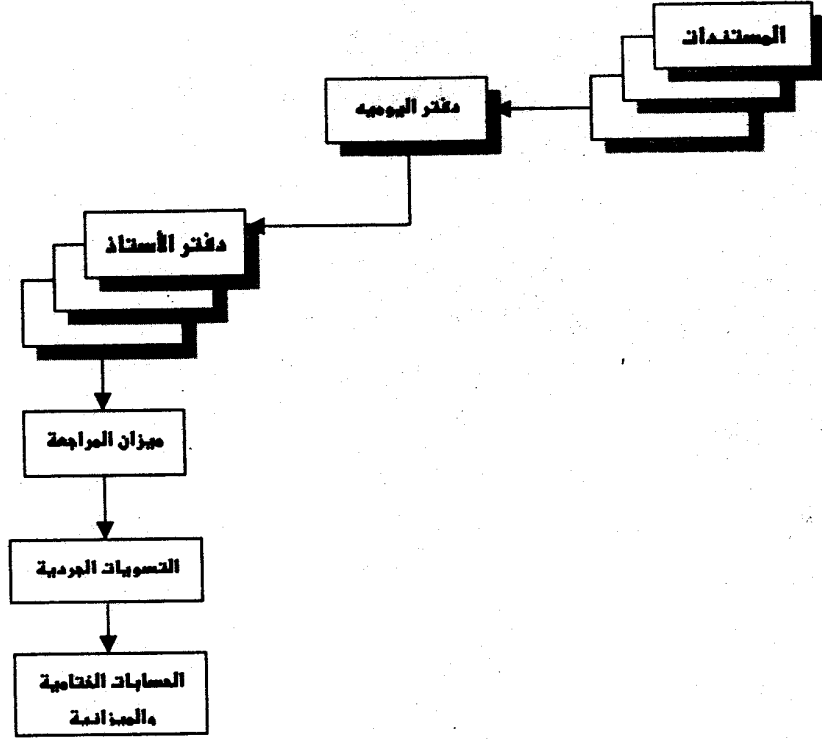 المستندات
دفتر اليوميه
دفتر الأستاذ
ميزان المراجعة
التسويات الجردية
الحسابات الختامية
والميزانية